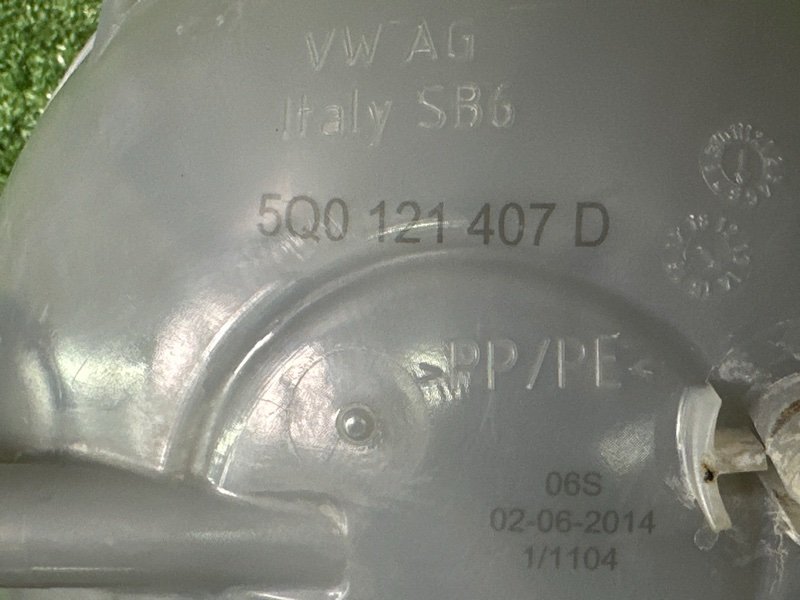 VW AG
Italy SB6
5Q0 121 407 D
>PP/PE<
06S
02-06-2014
1/1104